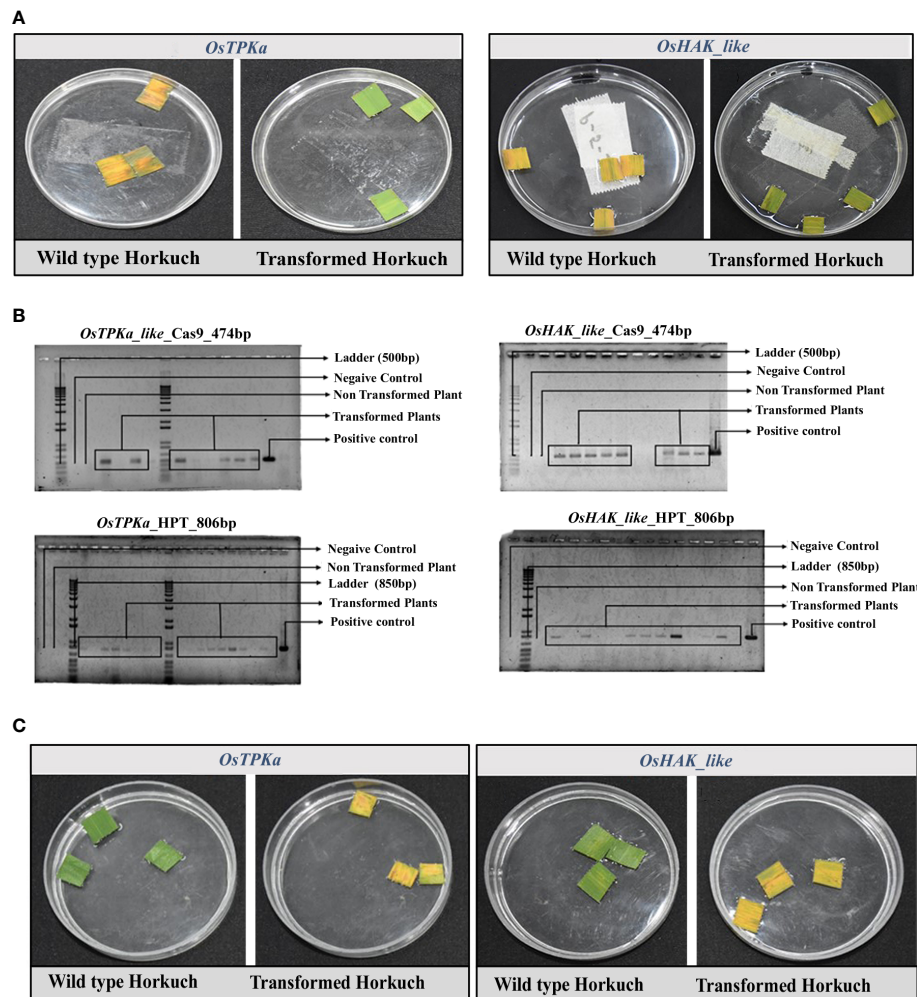 A
OsTPKa
OsHAK_like
Wild type Horkuch
Transformed Horkuch
Wild type Horkuch
Transformed Horkuch
B
OsTPKa_like_Cas9_474bp
Ladder (500bp)
Negaive Control
Non Transformed Plant
Transformed Plants
Positive control
OsHAK_like_Cas9_474bp
Ladder (500bp)
Negaive Control
Non Transformed Plant
Transformed Plants
Positive control
OsTPKa_HPT_806bp
Negaive Control
Non Transformed Plant
Ladder (850bp)
Transformed Plants
Positive control
OsHAK_like_HPT_806bp
Negaive Control
Ladder (850bp)
Non Transformed Plant
Transformed Plants
Positive control
C
OsTPKa
OsHAK_like
Wild type Horkuch
Transformed Horkuch
Wild type Horkuch
Transformed Horkuch